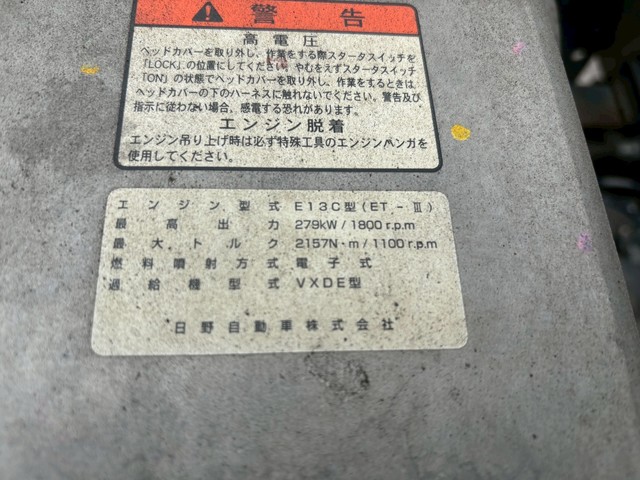 警告
高電圧
ヘッドカバーを取り外し、作業をする際スタータスイッチを
「LOCK」の位置にしてください。やむをえずスタータスイッチ
「ON」の状態でヘッドカバーを取り外し、作業をするときは
ヘッドカバーの下のハーネスに触れないでください。警告及び
指示に従わない場合、感電する恐れがあります。
エンジン脱着
エンジン吊り上げ時は必ず特殊工具のエンジンハンガを
使用してください。
エンジン型式 E13C型(ET-Ⅲ)
最高出力 279kW/1800r.p.m
最大トルク 2157N・m/1100r.p.m
燃料噴射方式 電子式
過給機型式 VXDE型
日野自動車株式会社